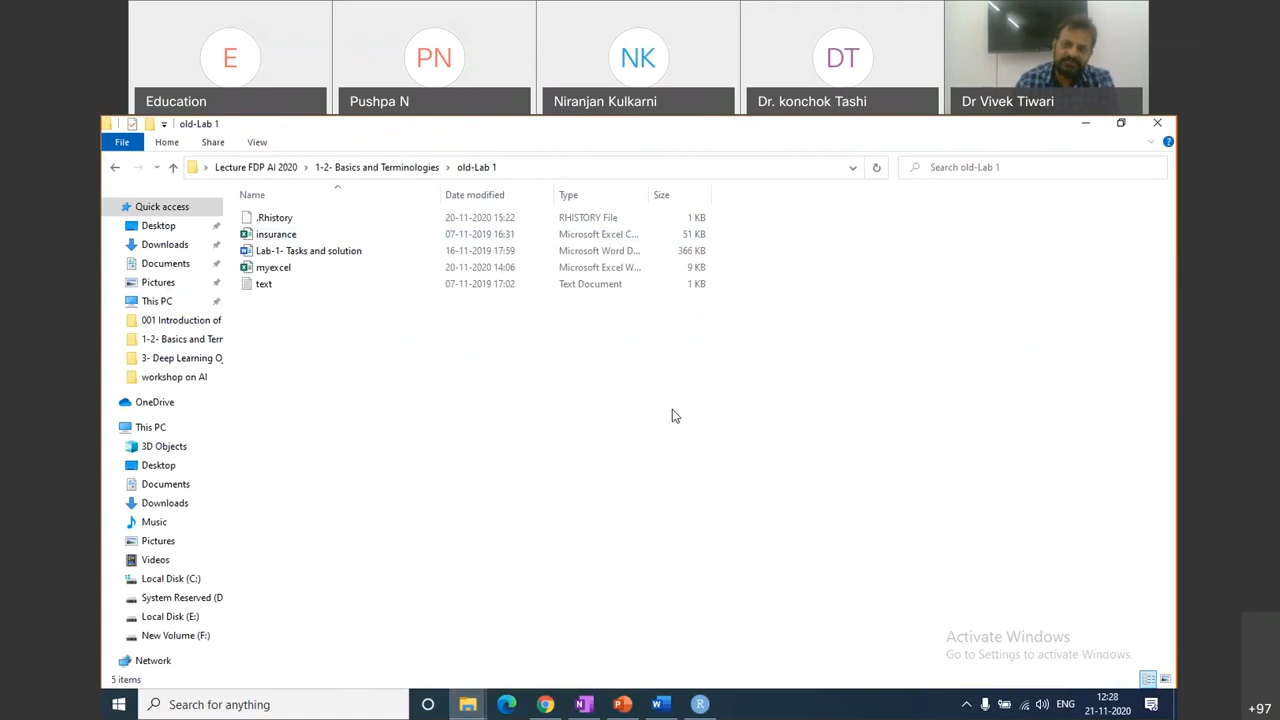 E
PN
NK
DT
Education
Pushpa N
Niranjan Kulkarni
Dr. konchok Tashi
Dr Vivek Tiwari
old-Lab 1
File Home Share View
Lecture FDP AI 2020 › 1-2- Basics and Terminologies › old-Lab 1
Search old-Lab 1
Name Date modified Type Size
.Rhistory 20-11-2020 15:22 RHISTORY File 1 KB
insurance 07-11-2019 16:31 Microsoft Excel C... 51 KB
Lab-1- Tasks and solution 16-11-2019 17:59 Microsoft Word D... 366 KB
myexcel 20-11-2020 14:06 Microsoft Excel W... 9 KB
text 07-11-2019 17:02 Text Document 1 KB
Quick access
Desktop
Downloads
Documents
Pictures
This PC
001 Introduction of
1-2- Basics and Terr
3- Deep Learning O
workshop on AI
OneDrive
This PC
3D Objects
Desktop
Documents
Downloads
Music
Pictures
Videos
Local Disk (C:)
System Reserved (D
Local Disk (E:)
New Volume (F:)
Network
5 items
Activate Windows
Go to Settings to activate Windows.
Search for anything
ENG
12:28
21-11-2020
+97